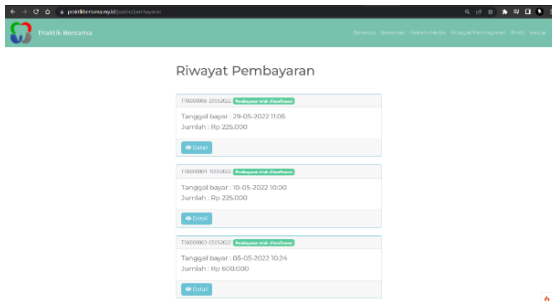 praktikbersama.my.id/pasien/pembayaran
Praktik Bersama
Beranda Reservasi Rekam Medis Riwayat Pembayaran Profil Keluar
Riwayat Pembayaran
Pembayaran telah dikonfirmasi
Tanggal bayar : 29-05-2022 11:05
Jumlah : Rp 225.000
Detail
Pembayaran telah dikonfirmasi
Tanggal bayar : 10-05-2022 10:00
Jumlah : Rp 225.000
Detail
Pembayaran telah dikonfirmasi
Tanggal bayar : 05-05-2022 10:24
Jumlah : Rp 600.000
Detail